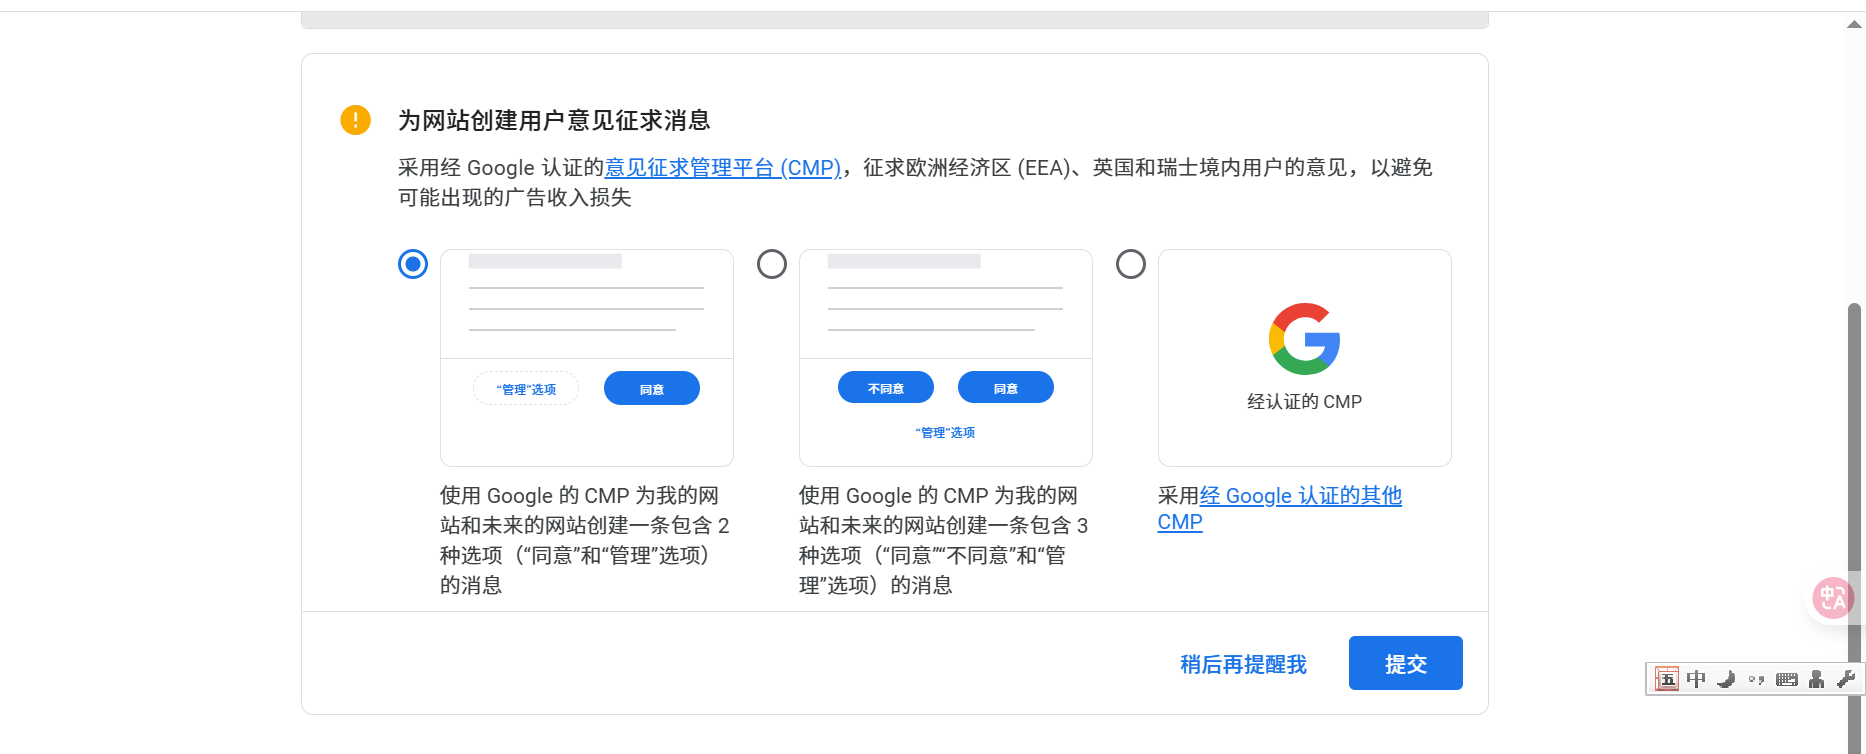 为网站创建用户意见征求消息
采用经 Google 认证的意见征求管理平台 (CMP)，征求欧洲经济区 (EEA)、英国和瑞士境内用户的意见，以避免
可能出现的广告收入损失
“管理”选项
同意
不同意
同意
“管理”选项
经认证的 CMP
使用 Google 的 CMP 为我的网
站和未来的网站创建一条包含 2
种选项（“同意”和“管理”选项）
的消息
使用 Google 的 CMP 为我的网
站和未来的网站创建一条包含 3
种选项（“同意”“不同意”和“管
理”选项）的消息
采用经 Google 认证的其他
CMP
稍后再提醒我
提交
中A
五 中